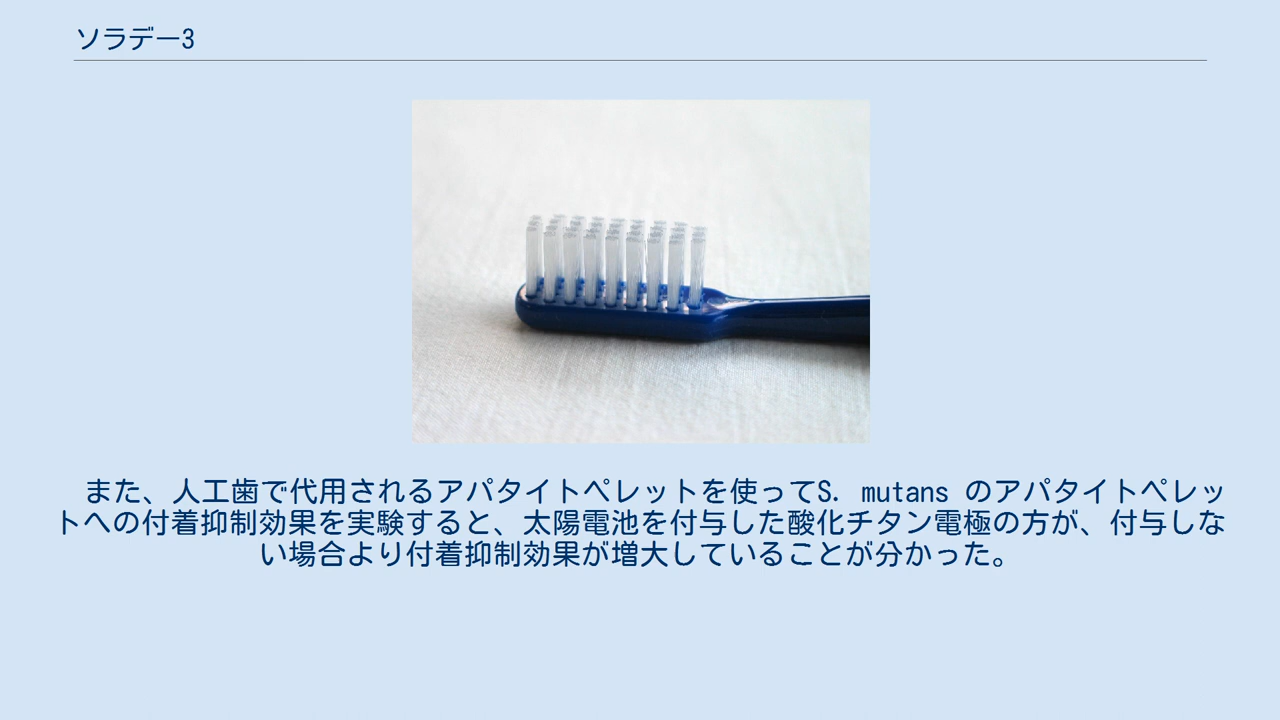 ソラデー3
また、人工歯で代用されるアパタイトペレットを使ってS. mutans のアパタイトペレッ
トへの付着抑制効果を実験すると、太陽電池を付与した酸化チタン電極の方が、付与しな
い場合より付着抑制効果が増大していることが分かった。